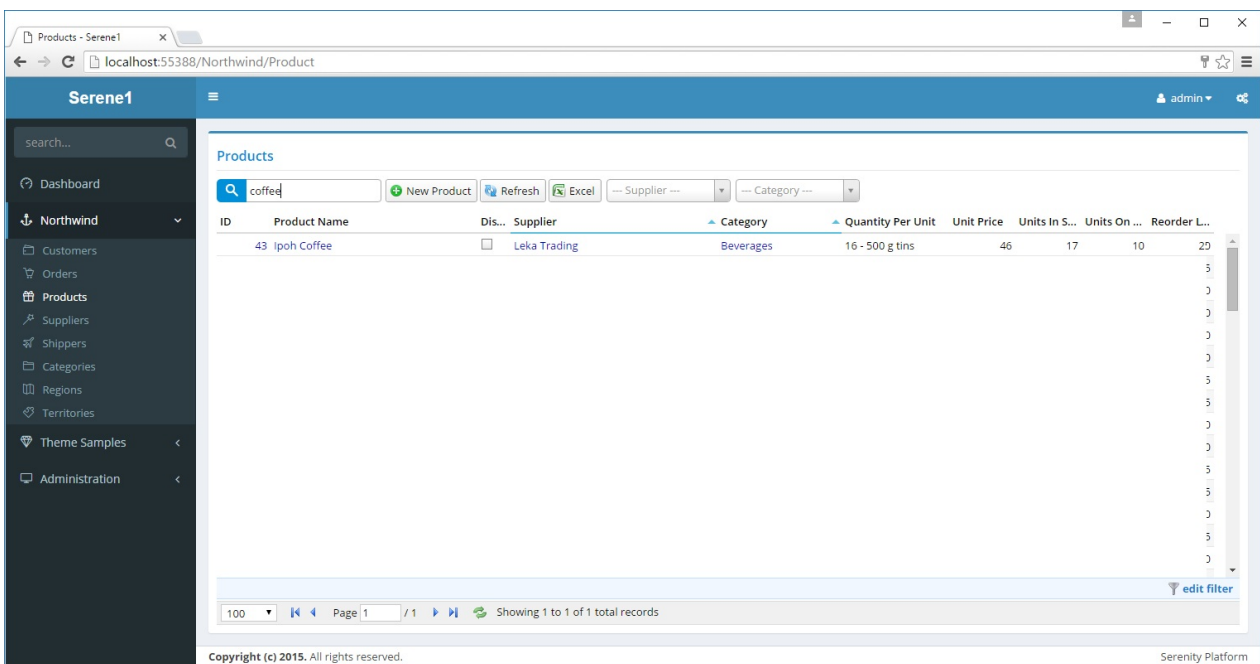 Products - Serene1
localhost:55388/Northwind/Product
Serene1 admin
search...
Products
Dashboard
coffee New Product Refresh Excel --- Supplier --- --- Category ---
Northwind
ID Product Name Dis... Supplier Category Quantity Per Unit Unit Price Units In S... Units On ... Reorder L...
43 Ipoh Coffee Leka Trading Beverages 16 - 500 g tins 46 17 10
Customers
Orders
Products
Suppliers
Shippers
Categories
Regions
Territories
Theme Samples
Administration
edit filter
100 Page 1 / 1 Showing 1 to 1 of 1 total records
Copyright (c) 2015. All rights reserved. Serenity Platform